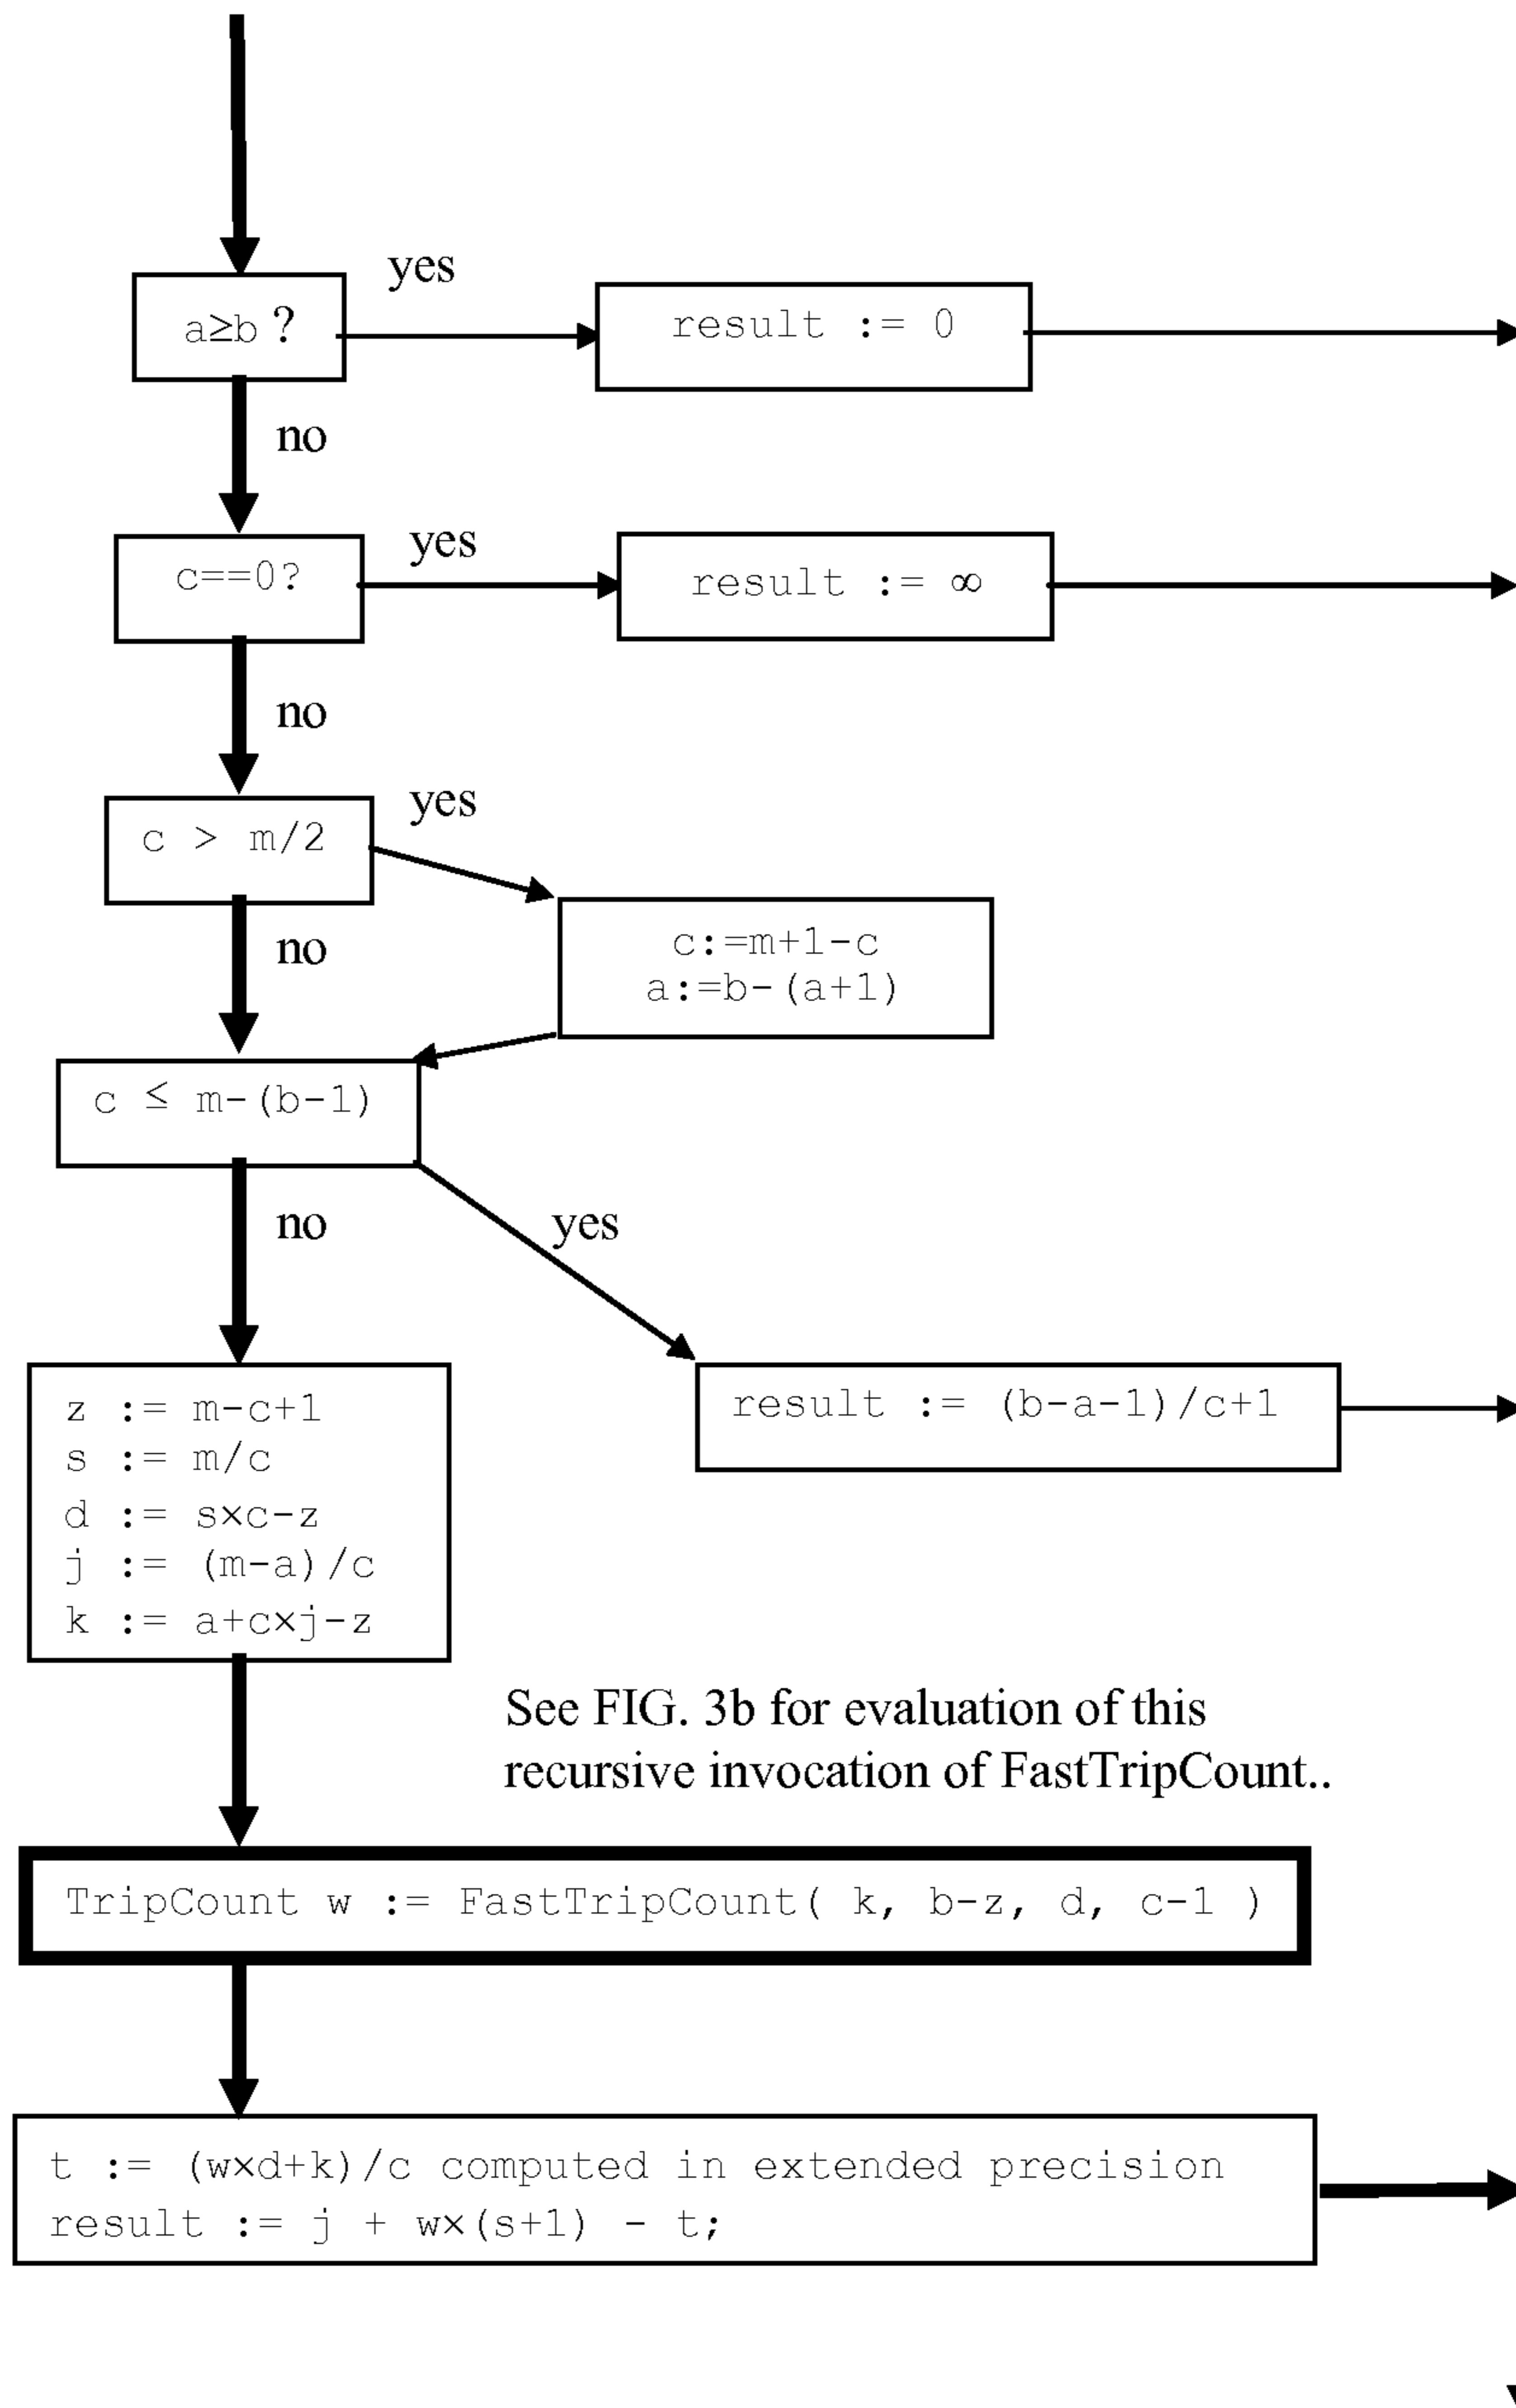 yes
a≥b ?
result := 0
no
yes
c==0?
result := ∞
no
yes
c > m/2
no
c:=m+1-c
a:=b-(a+1)
c ≤ m-(b-1)
no
yes
z := m-c+1
s := m/c
d := s×c-z
j := (m-a)/c
k := a+c×j-z
result := (b-a-1)/c+1
See FIG. 3b for evaluation of this
recursive invocation of FastTripCount..
TripCount w := FastTripCount( k, b-z, d, c-1 )
t := (w×d+k)/c computed in extended precision
result := j + w×(s+1) - t;